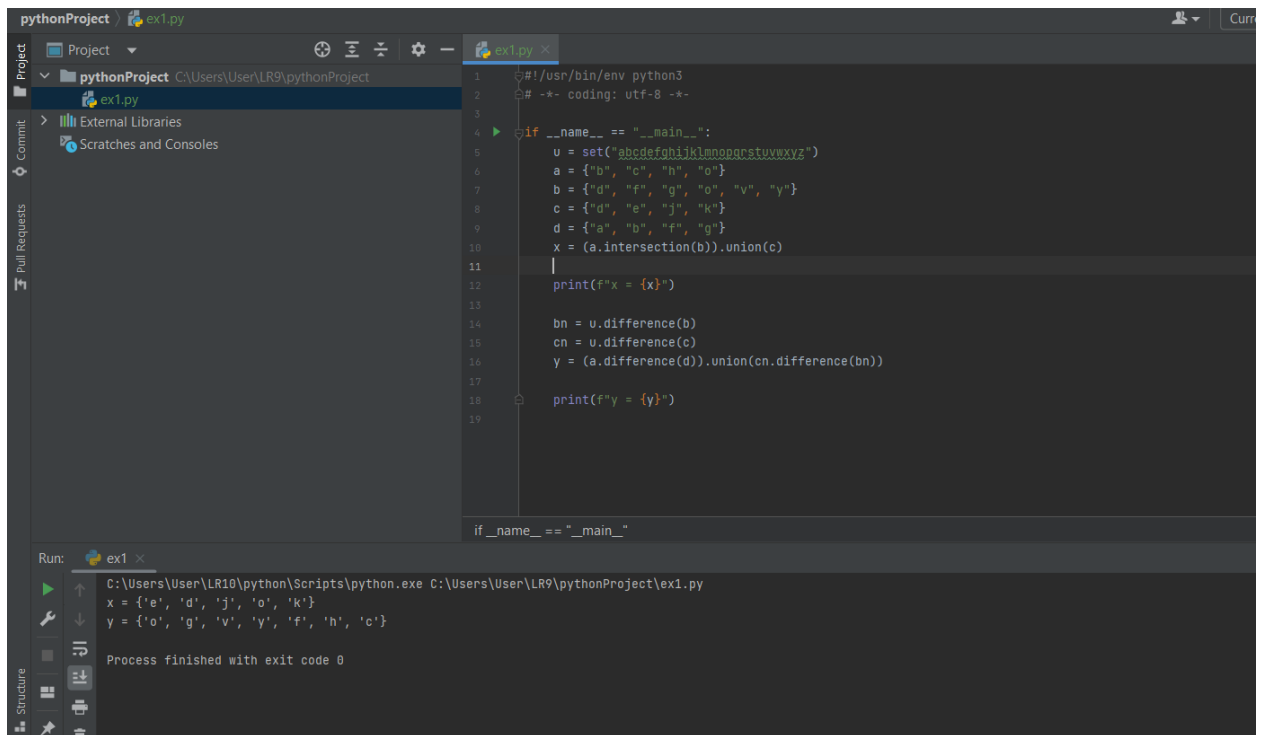 pythonProject ex1.py Curre
Project
pythonProject C:\Users\User\LR9\pythonProject
ex1.py
External Libraries
Scratches and Consoles
Project
Commit
Pull Requests
Structure
ex1.py
1 #!/usr/bin/env python3
2 # -*- coding: utf-8 -*-
3
4 if __name__ == "__main__":
5 u = set("abcdefghijklmnopqrstuvwxyz")
6 a = {"b", "c", "h", "o"}
7 b = {"d", "f", "g", "o", "v", "y"}
8 c = {"d", "e", "j", "k"}
9 d = {"a", "b", "f", "g"}
10 x = (a.intersection(b)).union(c)
11
12 print(f"x = {x}")
13
14 bn = u.difference(b)
15 cn = u.difference(c)
16 y = (a.difference(d)).union(cn.difference(bn))
17
18 print(f"y = {y}")
19
if __name__ == "__main__"
Run: ex1
C:\Users\User\LR10\python\Scripts\python.exe C:\Users\User\LR9\pythonProject\ex1.py
x = {'e', 'd', 'j', 'o', 'k'}
y = {'o', 'g', 'v', 'y', 'f', 'h', 'c'}
Process finished with exit code 0